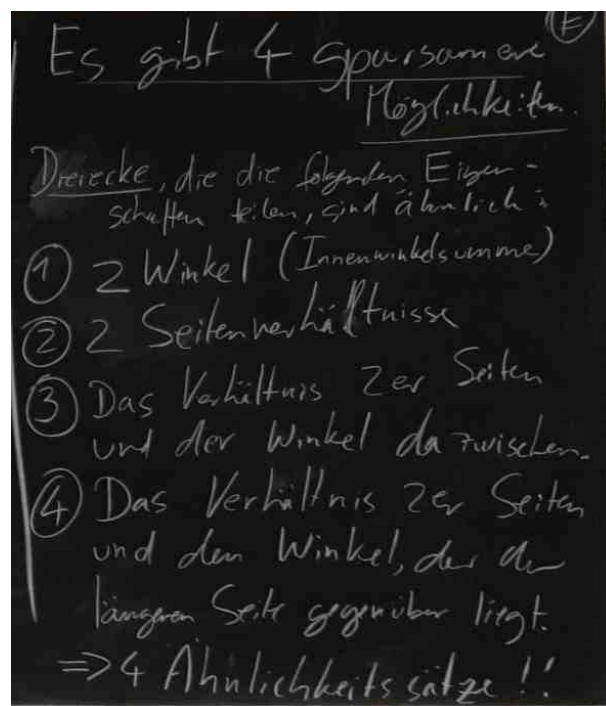 E
Es gibt 4 sparsamere
Möglichkeiten.
Dreiecke, die die folgenden Eigen-
schaften teilen, sind ähnlich:
① 2 Winkel (Innenwinkelsumme)
② 2 Seitenverhältnisse
③ Das Verhältnis 2er Seiten
und der Winkel dazwischen.
④ Das Verhältnis 2er Seiten
und den Winkel, der der
längeren Seite gegenüber liegt.
=> 4 Ähnlichkeitssätze!!